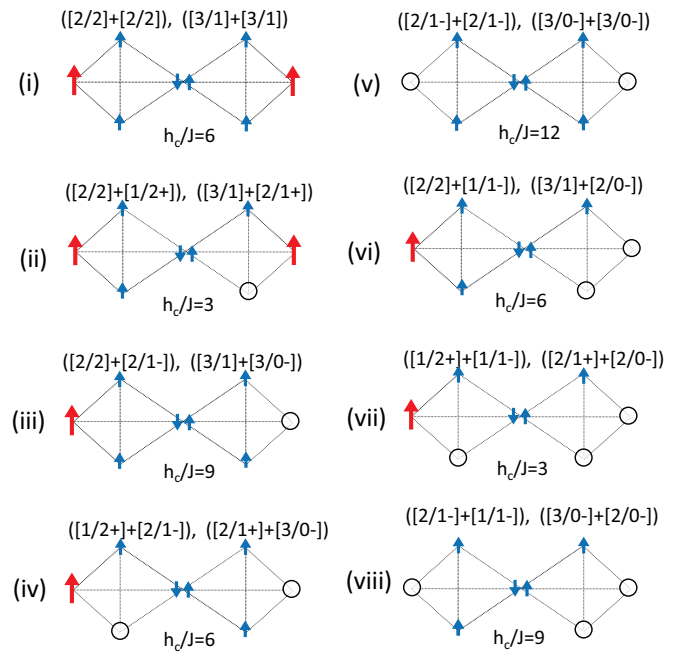 ([2/2]+[2/2]), ([3/1]+[3/1])
(i)
h_c/J=6
([2/2]+[1/2+]), ([3/1]+[2/1+])
(ii)
h_c/J=3
([2/2]+[2/1-]), ([3/1]+[3/0-])
(iii)
h_c/J=9
([1/2+]+[2/1-]), ([2/1+]+[3/0-])
(iv)
h_c/J=6
([2/1-]+[2/1-]), ([3/0-]+[3/0-])
(v)
h_c/J=12
([2/2]+[1/1-]), ([3/1]+[2/0-])
(vi)
h_c/J=6
([1/2+]+[1/1-]), ([2/1+]+[2/0-])
(vii)
h_c/J=3
([2/1-]+[1/1-]), ([3/0-]+[2/0-])
(viii)
h_c/J=9